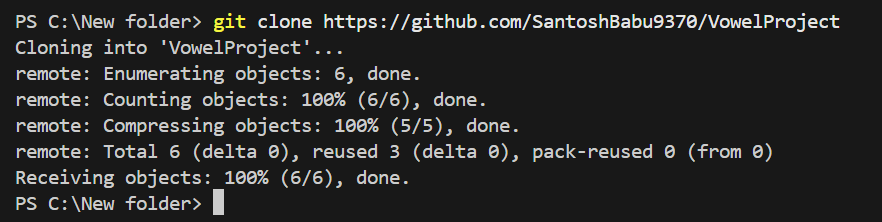 PS C:\New folder> git clone https://github.com/SantoshBabu9370/VowelProject
Cloning into 'VowelProject'...
remote: Enumerating objects: 6, done.
remote: Counting objects: 100% (6/6), done.
remote: Compressing objects: 100% (5/5), done.
remote: Total 6 (delta 0), reused 3 (delta 0), pack-reused 0 (from 0)
Receiving objects: 100% (6/6), done.
PS C:\New folder>